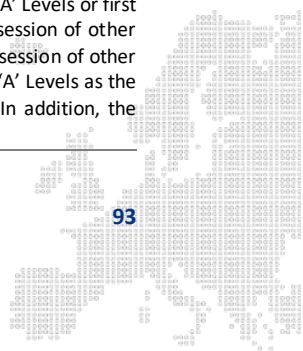 ‘A’ Levels or first
session of other
session of other
/‘A’ Levels as the
In addition, the
93